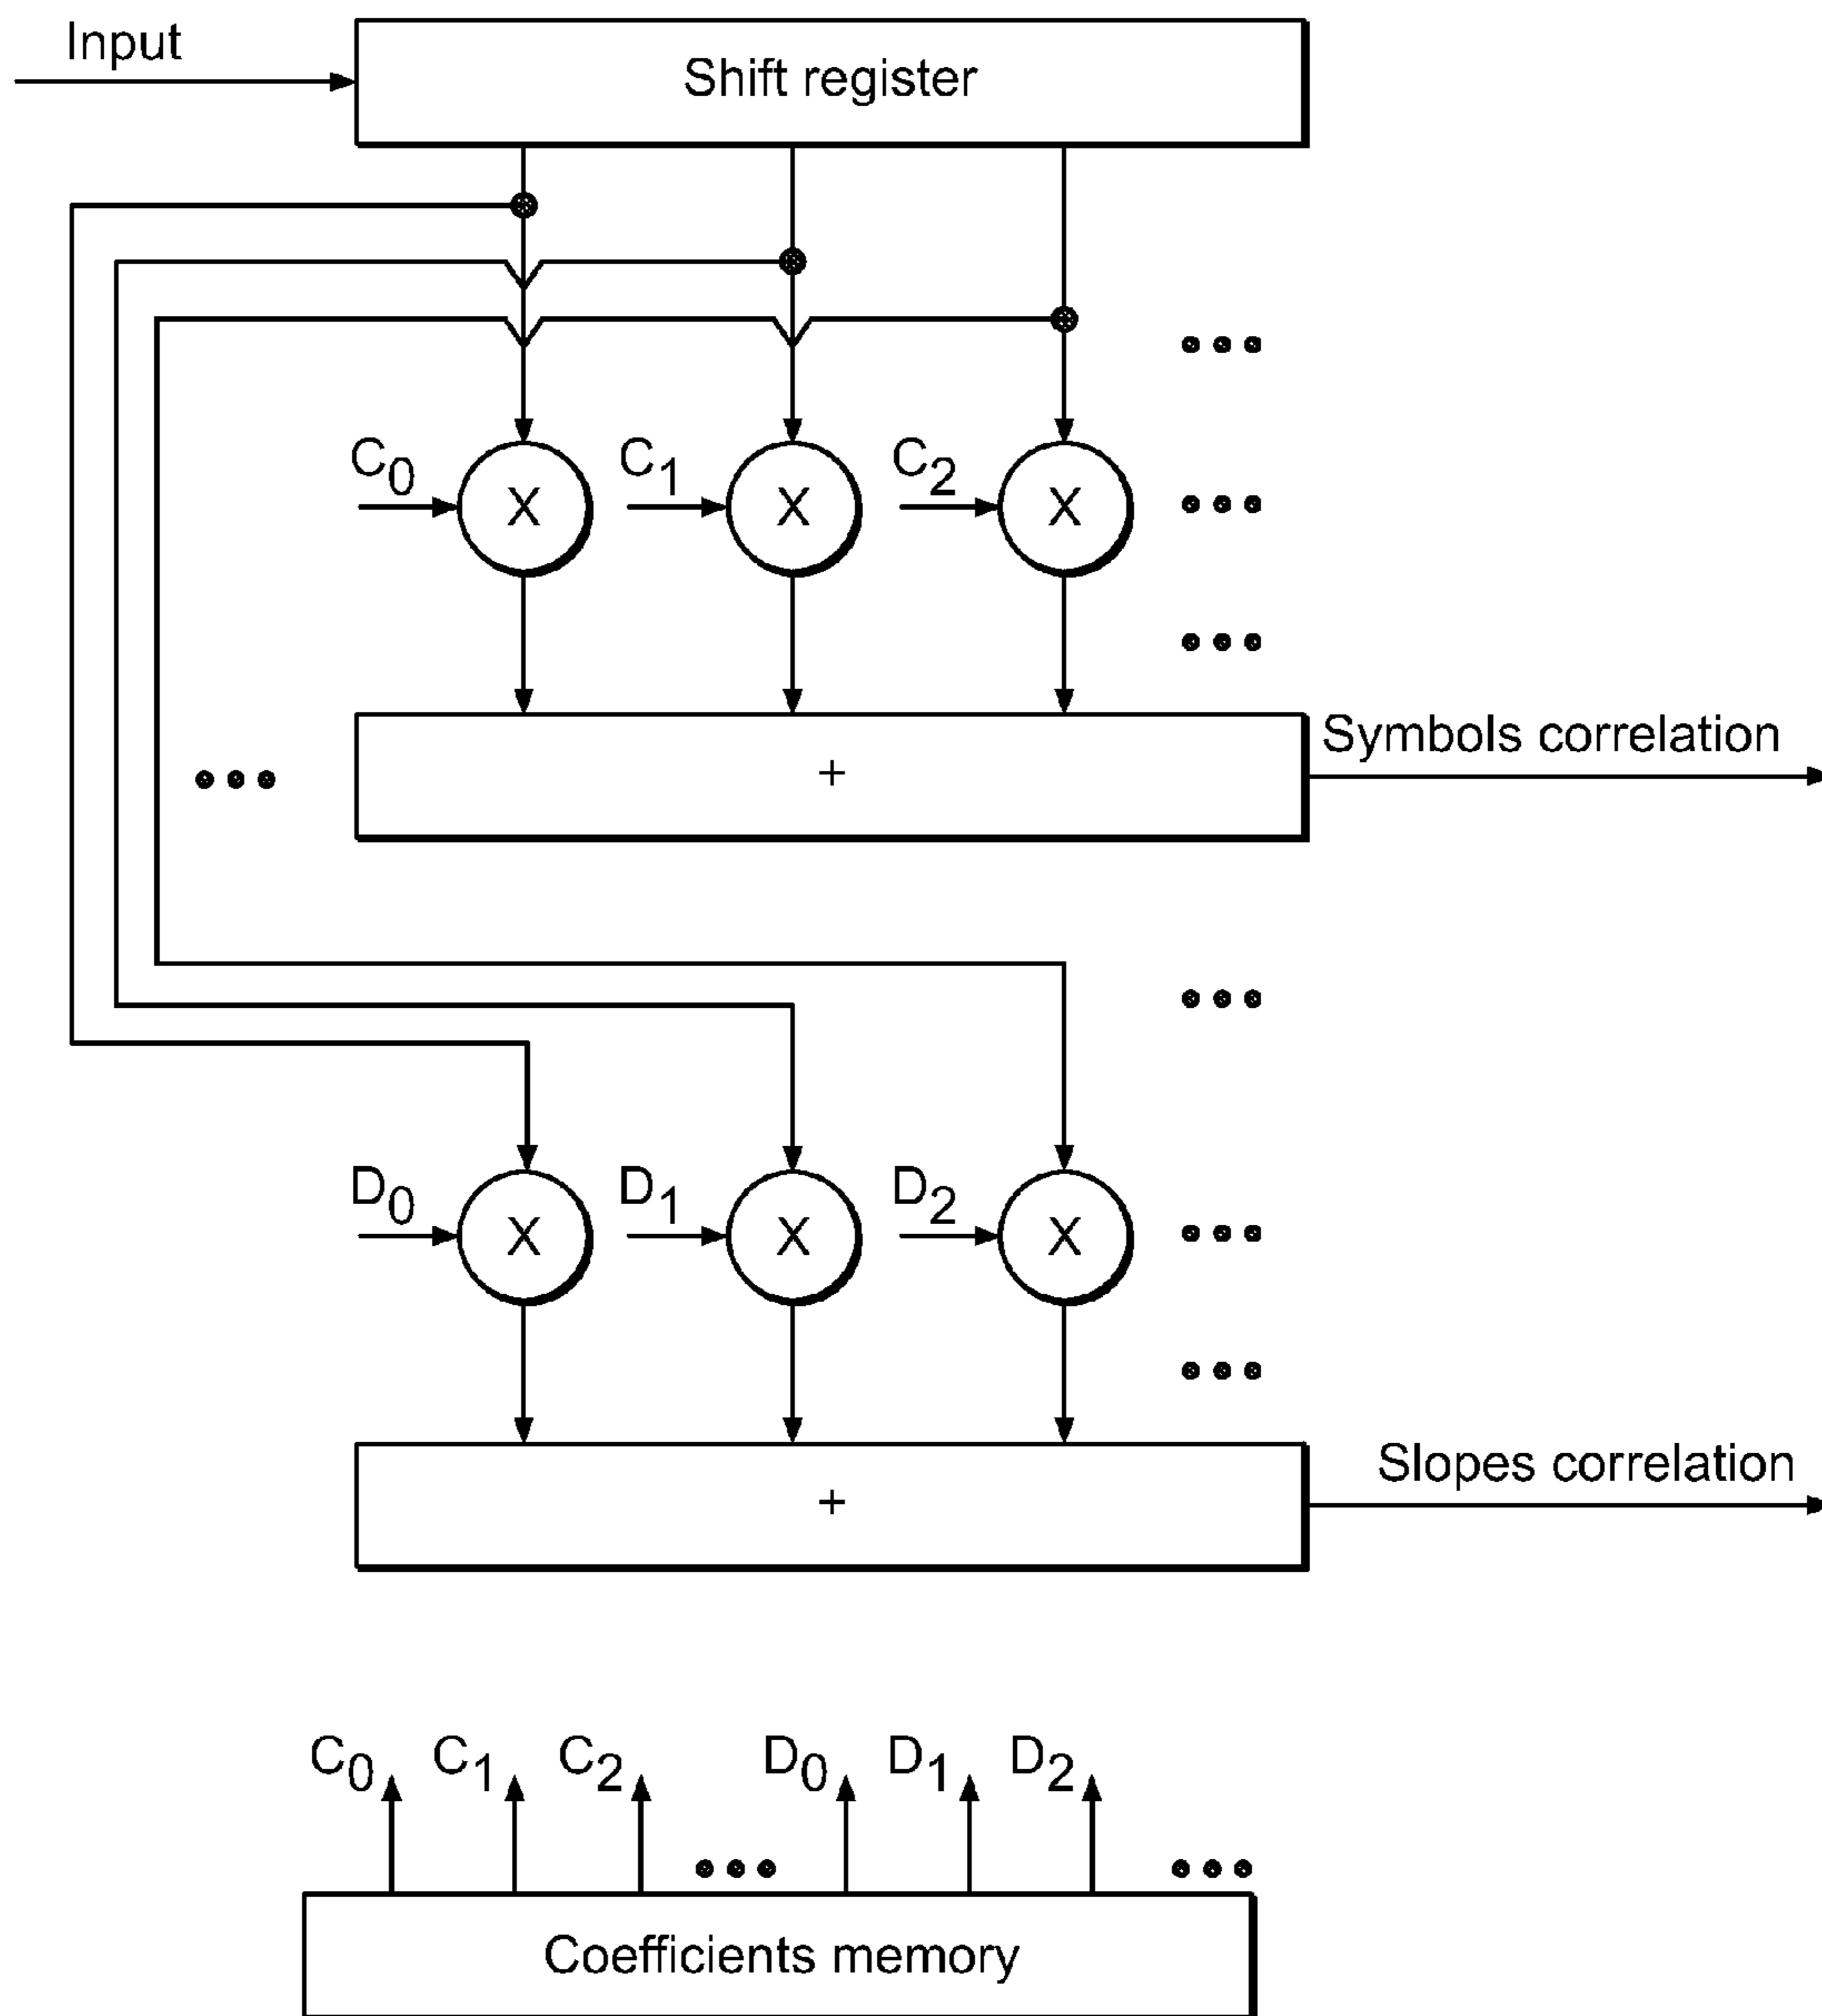 Input
Shift register
C0 C1 C2
X X X
+
Symbols correlation
D0 D1 D2
X X X
+
Slopes correlation
C0 C1 C2 D0 D1 D2
Coefficients memory